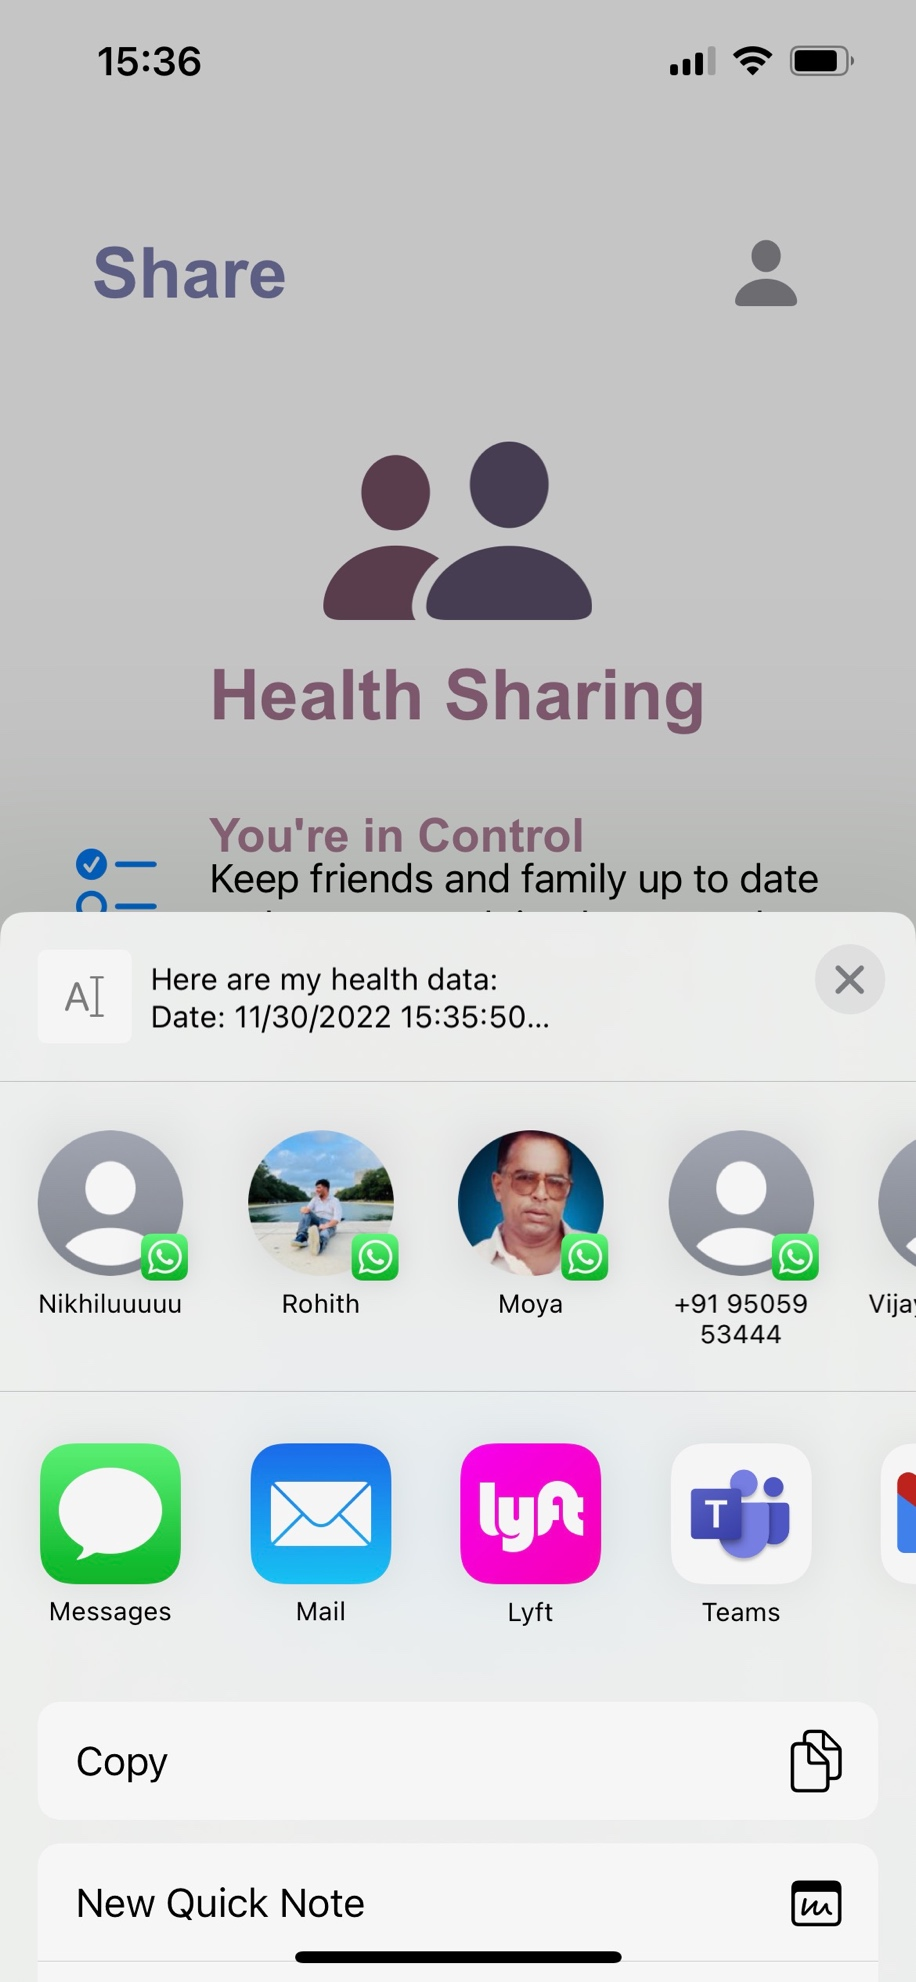 15:36
Share
Health Sharing
You're in Control
Keep friends and family up to date
Here are my health data:
Date: 11/30/2022 15:35:50...
Nikhiluuuuu
Rohith
Moya
+91 95059
53444
T
lyft
Messages
Mail
Lyft
Teams
Copy
New Quick Note